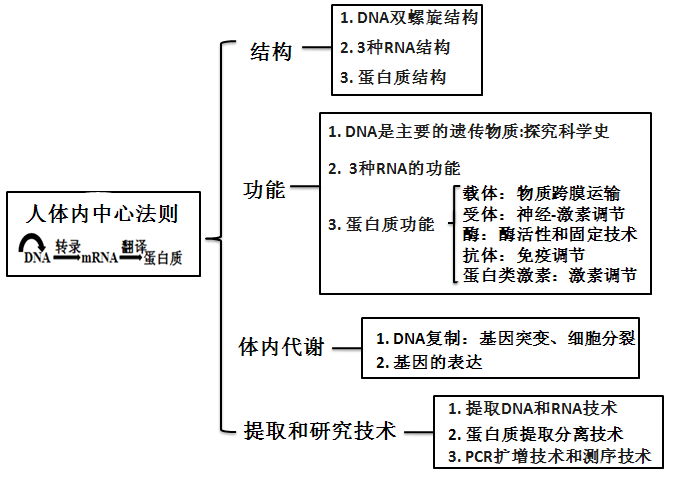 人体内中心法则
DNA 转录 mRNA 翻译 蛋白质
结构
1. DNA双螺旋结构
2. 3种RNA结构
3. 蛋白质结构
功能
1. DNA是主要的遗传物质:探究科学史
2. 3种RNA的功能
3. 蛋白质功能
载体：物质跨膜运输
受体：神经-激素调节
酶：酶活性和固定技术
抗体：免疫调节
蛋白类激素：激素调节
体内代谢
1. DNA复制：基因突变、细胞分裂
2. 基因的表达
提取和研究技术
1. 提取DNA和RNA技术
2. 蛋白质提取分离技术
3. PCR扩增技术和测序技术